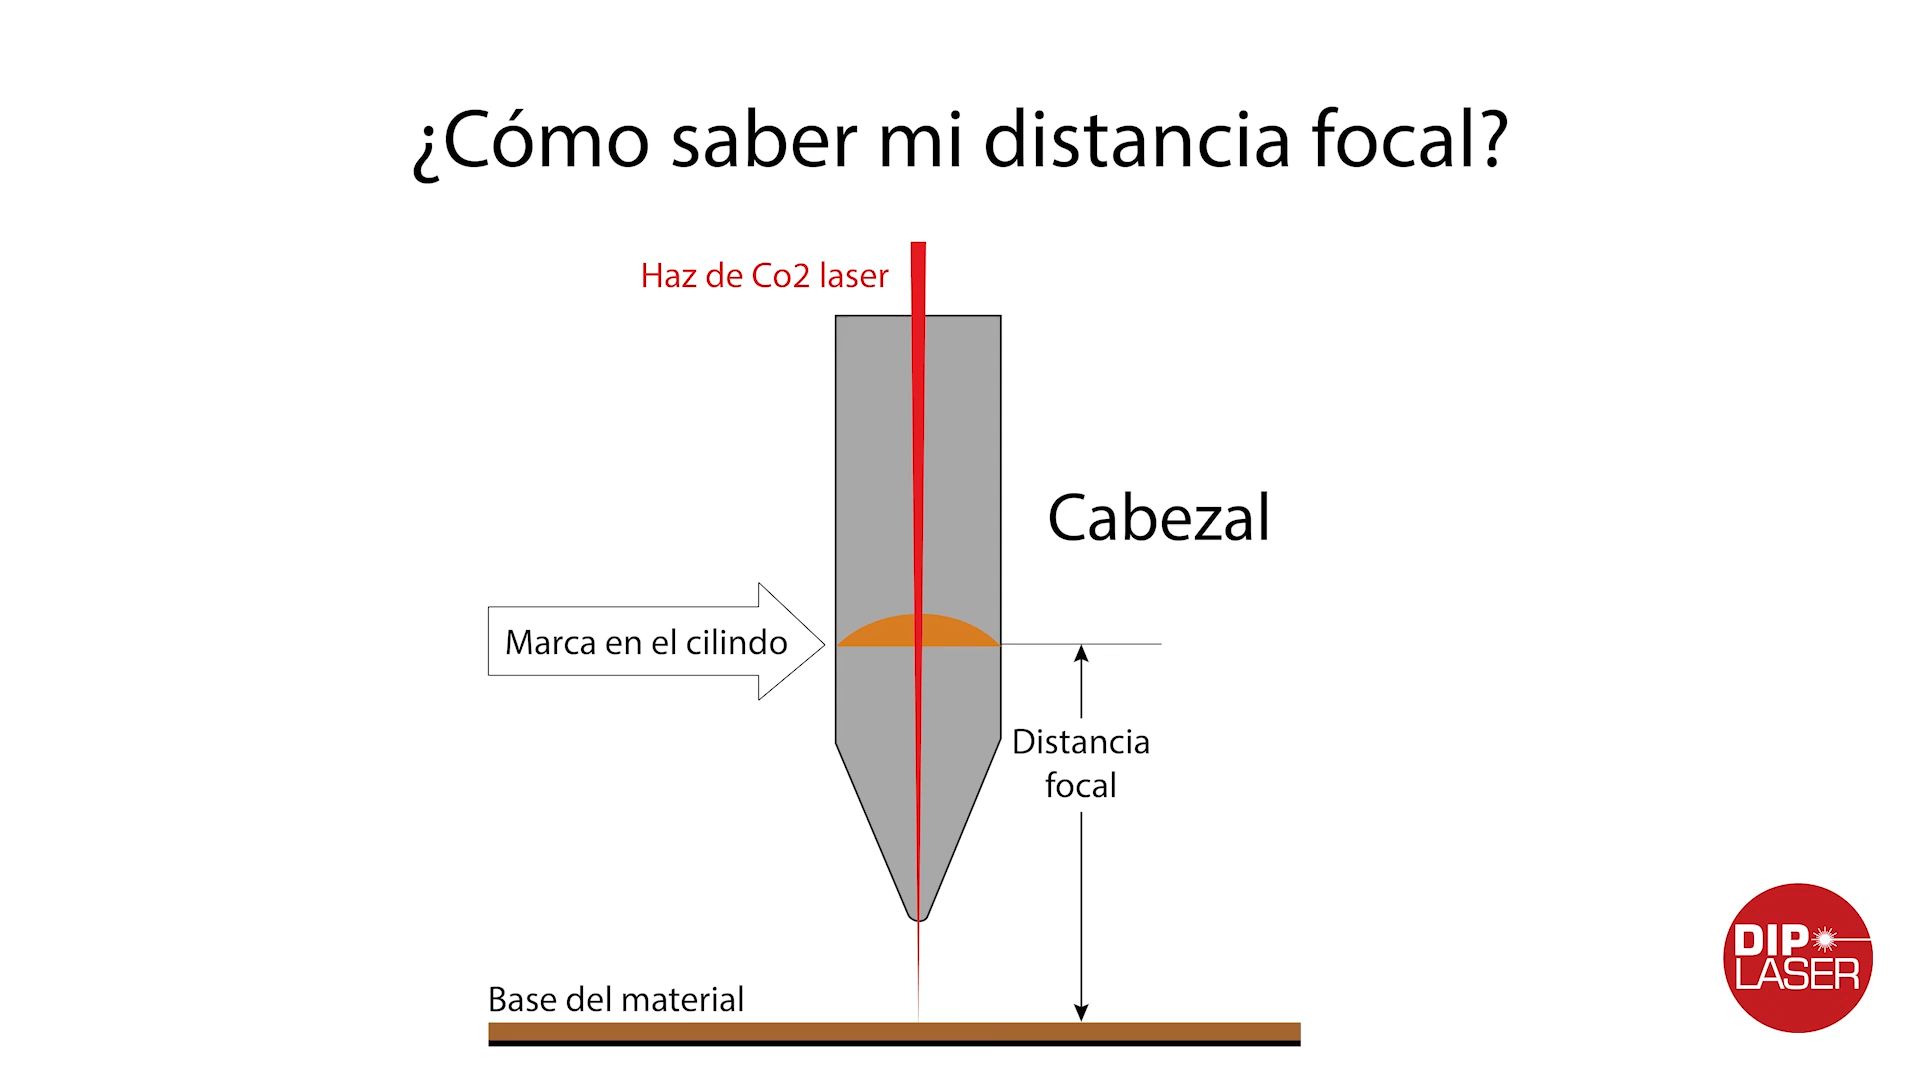 ¿Cómo saber mi distancia focal?
Haz de Co2 laser
Cabezal
Marca en el cilindo
Distancia
focal
Base del material
DIP
LASER